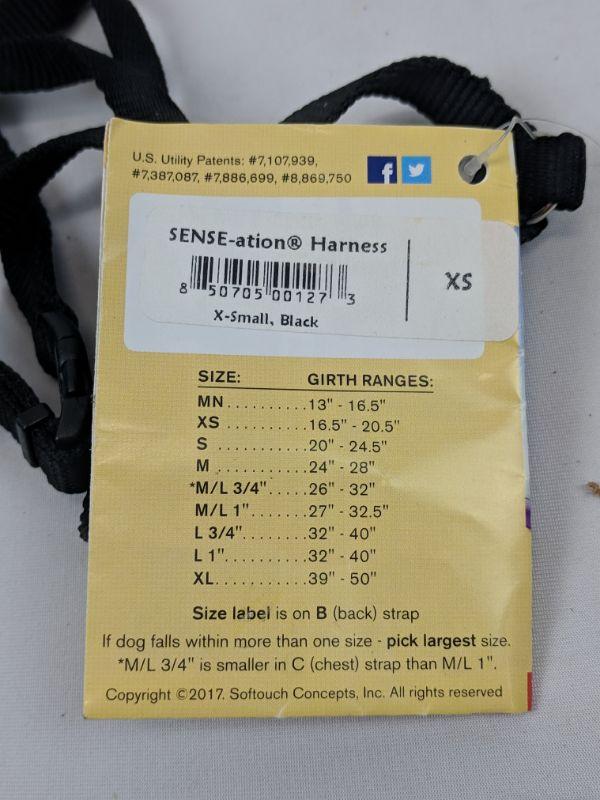 U.S. Utility Patents: #7,107,939,
#7,387,087, #7,886,699, #8,869,750
SENSE-ation® Harness
XS
8 50705 00127 3
X-Small, Black
SIZE: GIRTH RANGES:
MN..........13" - 16.5"
XS..........16.5" - 20.5"
S...........20" - 24.5"
M...........24" - 28"
*M/L 3/4".....26" - 32"
M/L 1".......27" - 32.5"
L 3/4"........32" - 40"
L 1"..........32" - 40"
XL...........39" - 50"
Size label is on B (back) strap
If dog falls within more than one size - pick largest size.
*M/L 3/4" is smaller in C (chest) strap than M/L 1".
Copyright ©2017. Softouch Concepts, Inc. All rights reserved